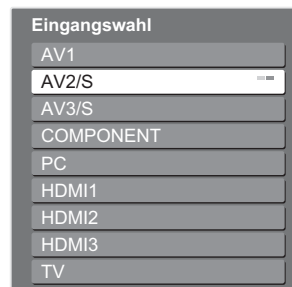 Eingangswahl
AV1
AV2/S
AV3/S
COMPONENT
PC
HDMI1
HDMI2
HDMI3
TV